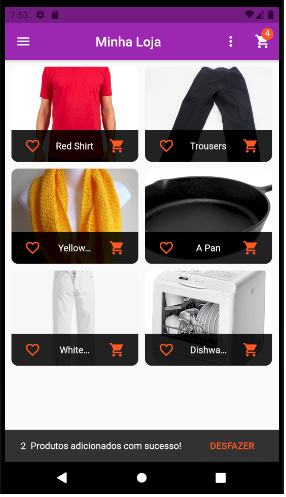 7:53
Minha Loja
4
Red Shirt
Trousers
Yellow...
A Pan
White...
Dishwa...
2 Produtos adicionados com sucesso! DESFAZER